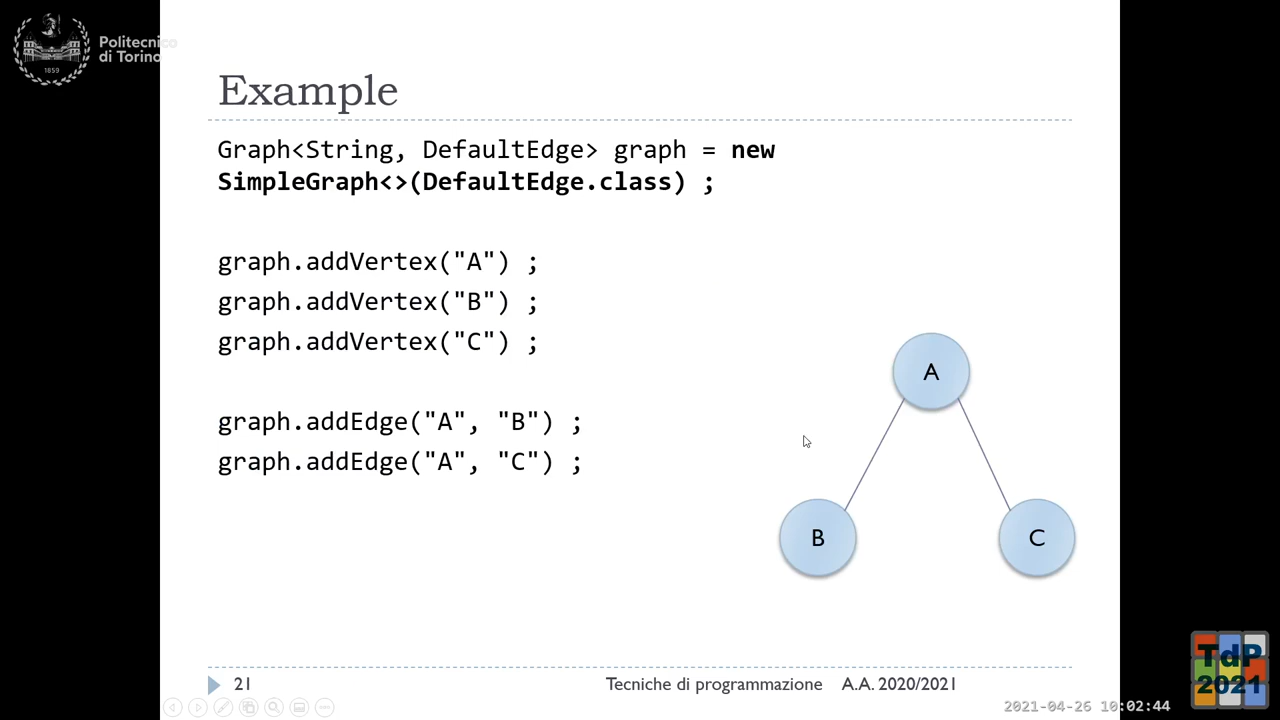 Politecnico
di Torino
1859
Example
Graph<String, DefaultEdge> graph = new
SimpleGraph<>(DefaultEdge.class) ;
graph.addVertex("A") ;
graph.addVertex("B") ;
graph.addVertex("C") ;
graph.addEdge("A", "B") ;
graph.addEdge("A", "C") ;
A
B
C
21
Tecniche di programmazione A.A. 2020/2021
TdP
2021
2021-04-26 10:02:44